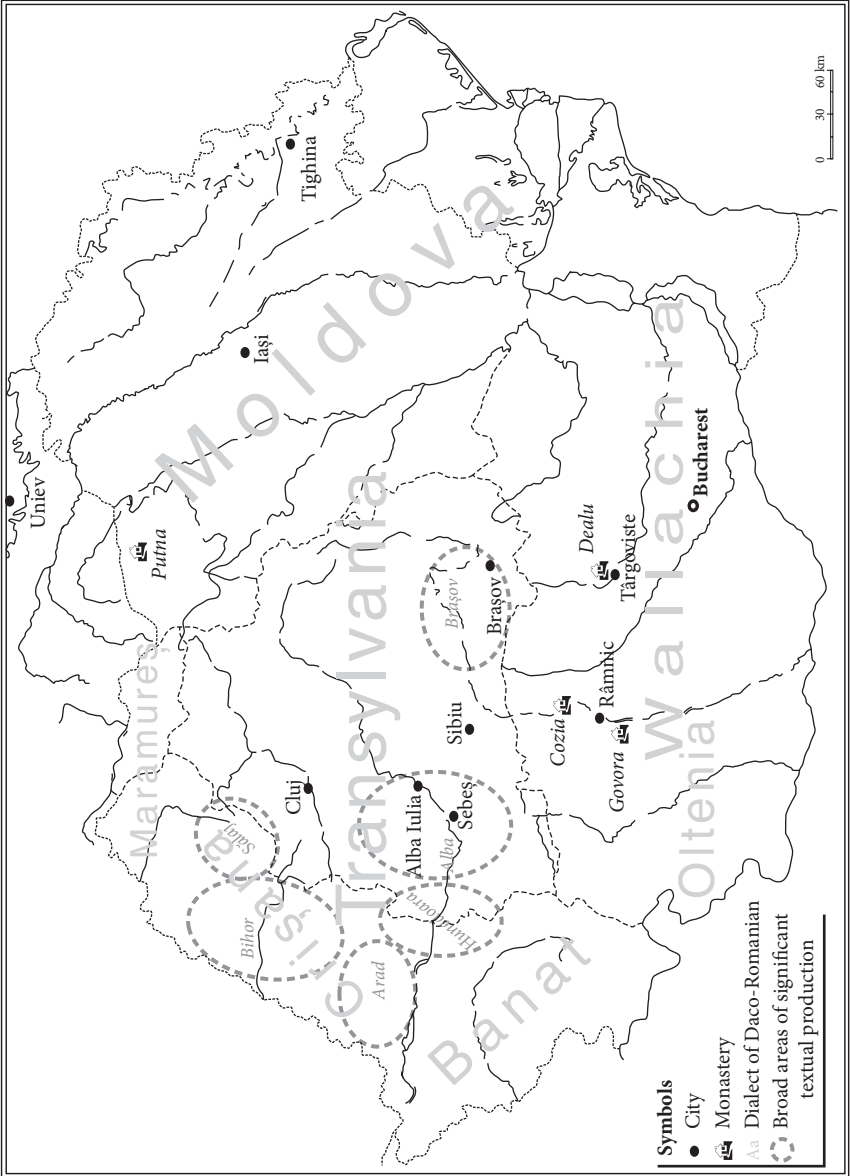 Uniev
Maramureș
Putna
Moldova
Sălaj
Bihor
Iași
Crișana
Cluj
Tighina
Transylvania
Arad
Alba Iulia
Hunedoara
Alba
Brașov
Sibiu
Sebeș
Brașov
Banat
Cozia
Dealu
Râmnic
Govora
Târgoviște
Wallachia
Oltenia
Bucharest
Symbols
City
Monastery
Aa Dialect of Daco-Romanian
Broad areas of significant
textual production
0 30 60 km